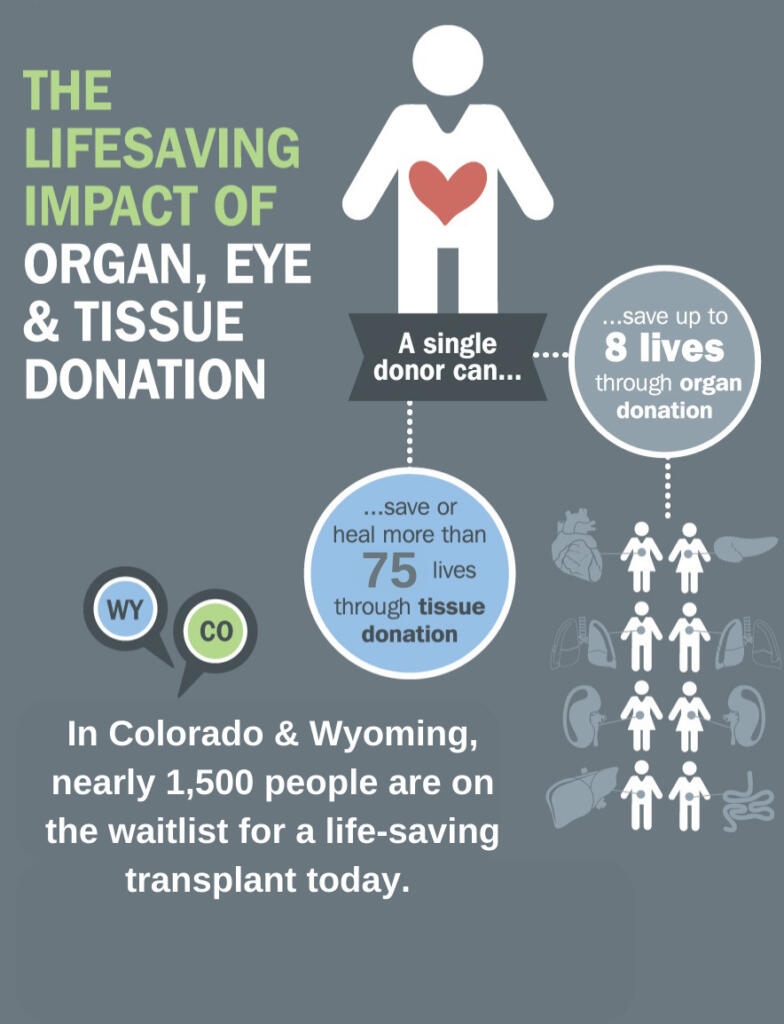 THE
LIFESAVING
IMPACT OF
ORGAN, EYE
& TISSUE
DONATION
A single
donor can...
...save up to
8 lives
through organ
donation
...save or
heal more than
75 lives
through tissue
donation
WY
CO
In Colorado & Wyoming,
nearly 1,500 people are on
the waitlist for a life-saving
transplant today.